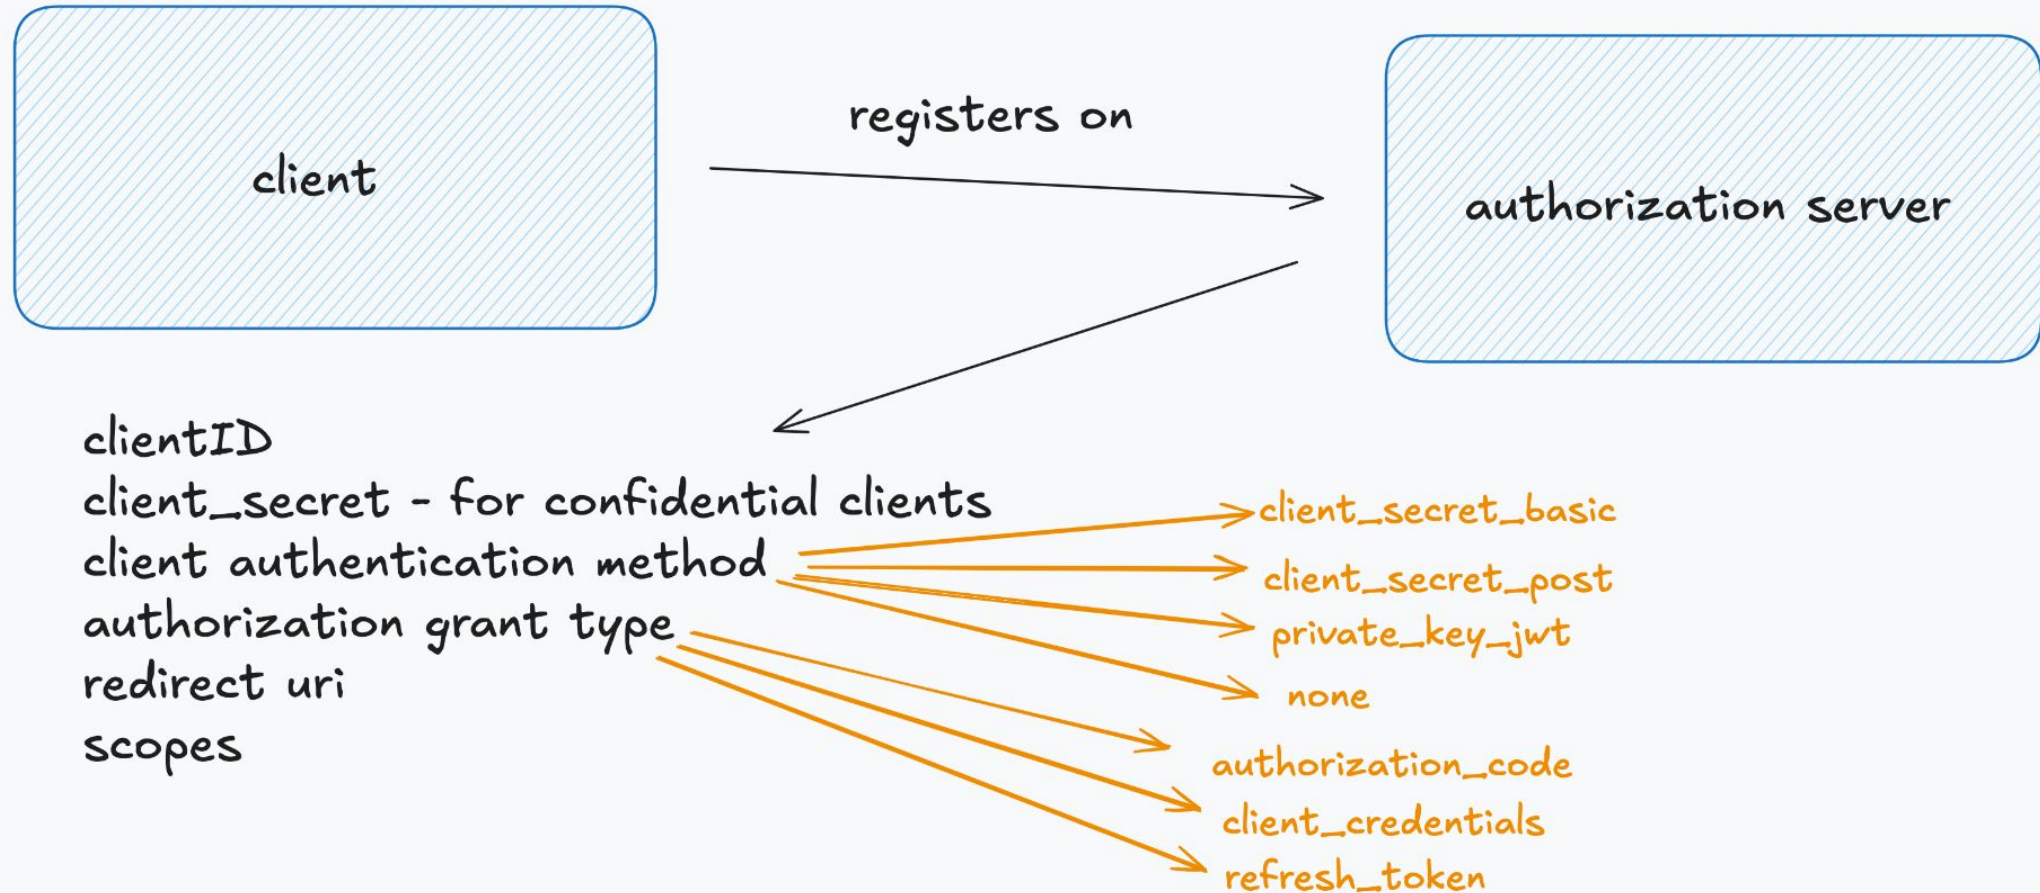 client
registers on
authorization server
clientID
client_secret - for confidential clients
client authentication method
authorization grant type
redirect uri
scopes
client_secret_basic
client_secret_post
private_key_jwt
none
authorization_code
client_credentials
refresh_token